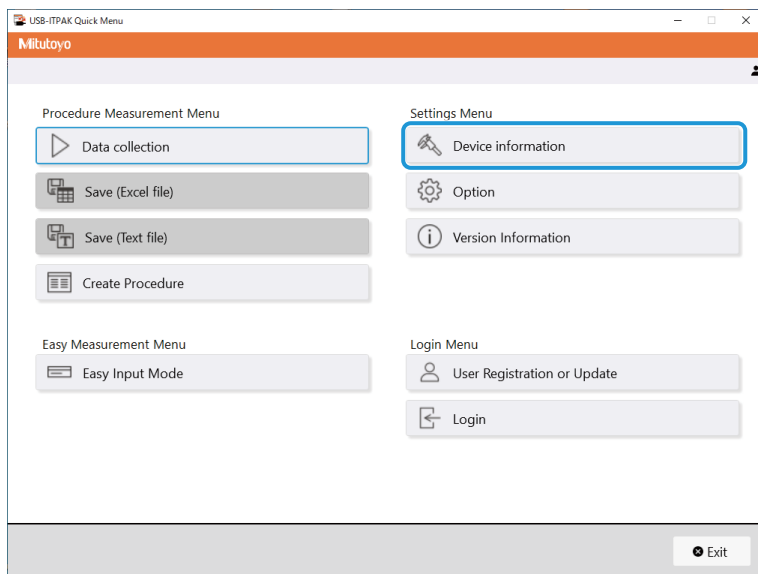 USB-ITPAK Quick Menu
Mitutoyo
Procedure Measurement Menu
Data collection
Save (Excel file)
Save (Text file)
Create Procedure
Easy Measurement Menu
Easy Input Mode
Settings Menu
Device information
Option
Version Information
Login Menu
User Registration or Update
Login
Exit